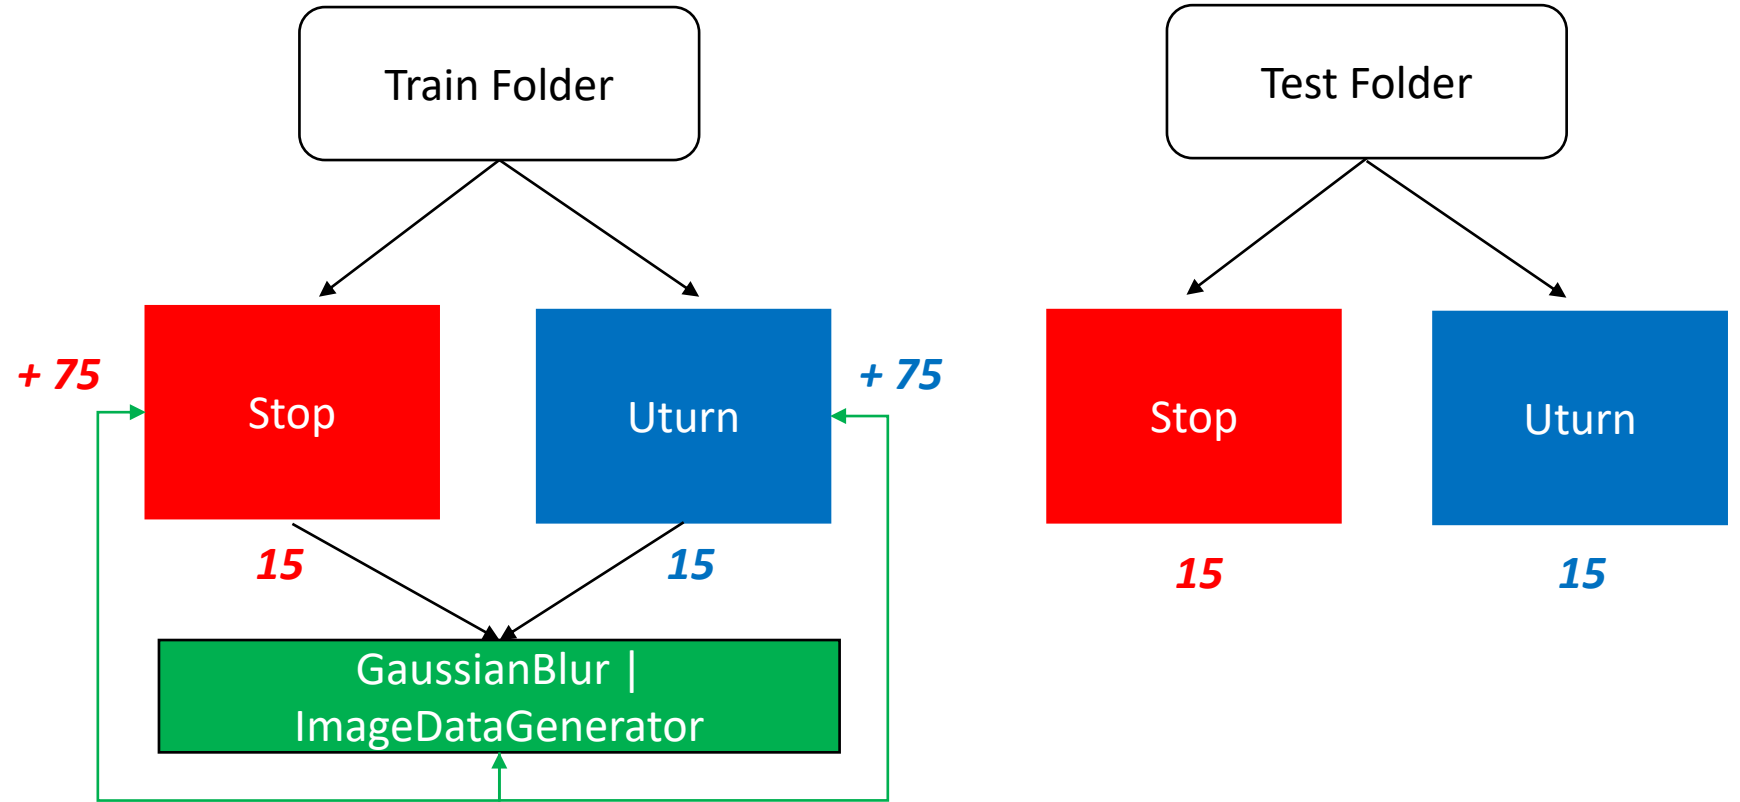 Train Folder
Test Folder
+ 75
Stop
Uturn
+ 75
Stop
Uturn
15
15
15
15
GaussianBlur |
ImageDataGenerator